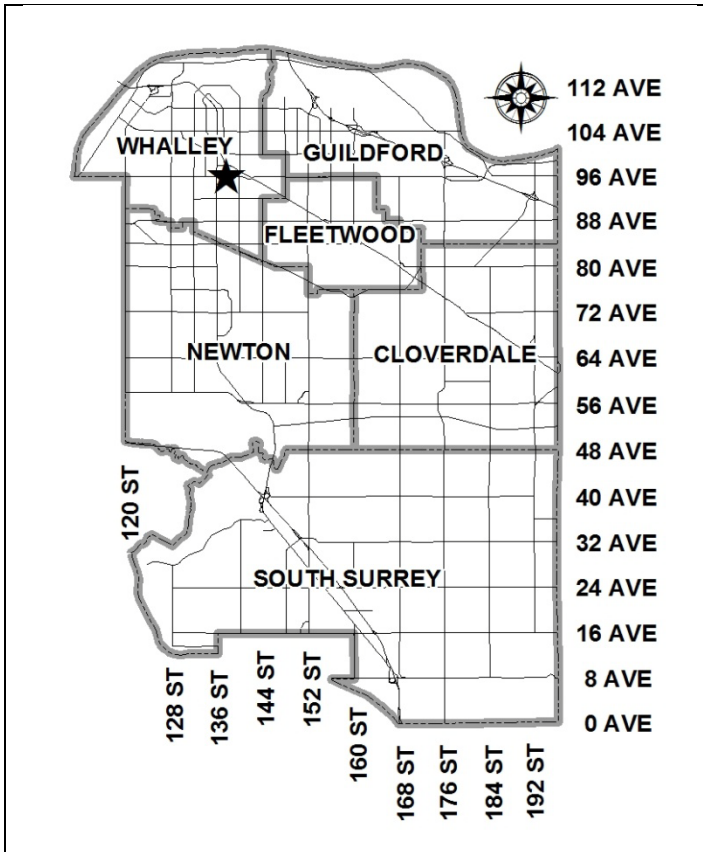 112 AVE
104 AVE
WHALLEY
GUILDFORD
96 AVE
88 AVE
FLEETWOOD
80 AVE
72 AVE
NEWTON
CLOVERDALE
64 AVE
56 AVE
48 AVE
120 ST
40 AVE
32 AVE
SOUTH SURREY
24 AVE
16 AVE
8 AVE
0 AVE
128 ST
136 ST
144 ST
152 ST
160 ST
168 ST
176 ST
184 ST
192 ST